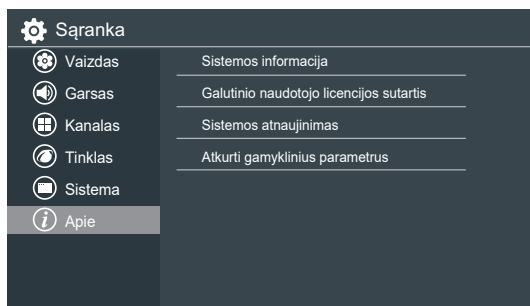 Sąranka
Vaizdas
Garsas
Kanalas
Tinklas
Sistema
Apie
Sistemos informacija
Galutinio naudotojo licencijos sutartis
Sistemos atnaujinimas
Atkurti gamyklinius parametrus